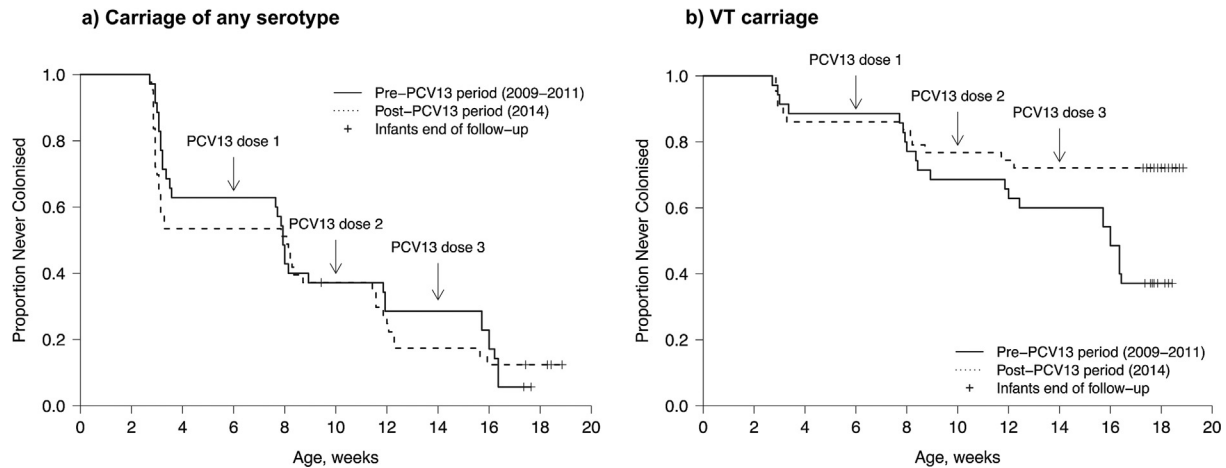 a) Carriage of any serotype
Proportion Never Colonised
1.0
0.8
0.6
0.4
0.2
0.0
Pre−PCV13 period (2009−2011)
Post−PCV13 period (2014)
Infants end of follow−up
PCV13 dose 1
PCV13 dose 2
PCV13 dose 3
0 2 4 6 8 10 12 14 16 18 20
Age, weeks
b) VT carriage
Proportion Never Colonised
1.0
0.8
0.6
0.4
0.2
0.0
PCV13 dose 1
PCV13 dose 2
PCV13 dose 3
Pre−PCV13 period (2009−2011)
Post−PCV13 period (2014)
Infants end of follow−up
0 2 4 6 8 10 12 14 16 18 20
Age, weeks